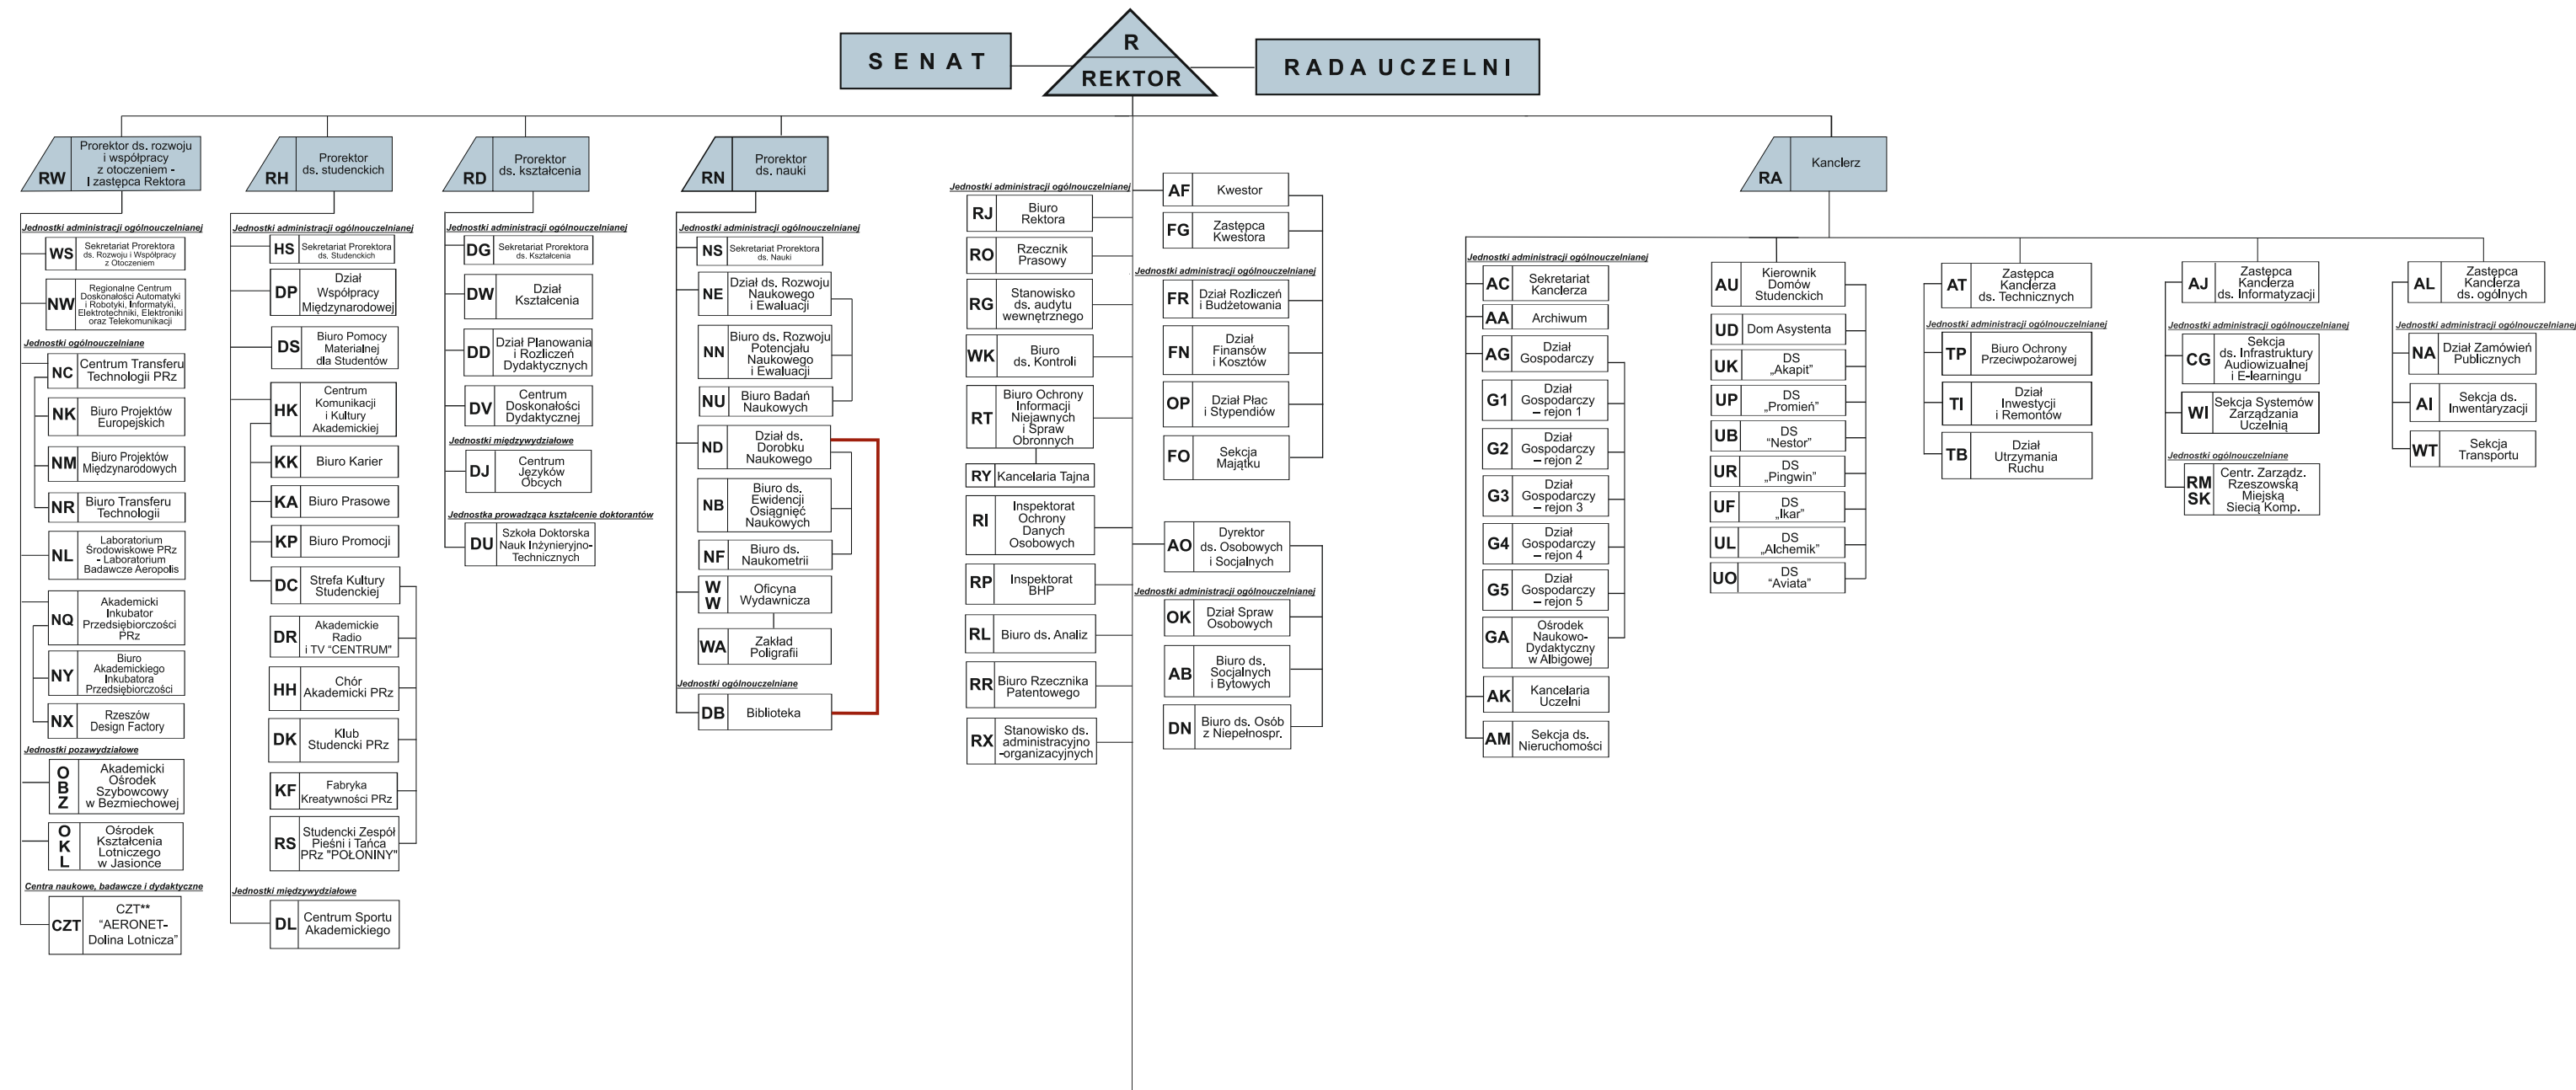 S E N A T
R
REKTOR
RADA UCZELNI
RW
Prorektor ds. rozwoju
i współpracy
z otoczeniem -
I zastępca Rektora
Jednostki administracji ogólnouczelnianej
WS
Sekretariat Prorektora
ds. Rozwoju i Współpracy
z Otoczeniem
NW
Regionalne Centrum
Doskonałości Automatyki
i Robotyki, Informatyki,
Elektrotechniki, Elektroniki
oraz Telekomunikacji
Jednostki ogólnouczelniane
NC
Centrum Transferu
Technologii PRz
NK
Biuro Projektów
Europejskich
NM
Biuro Projektów
Międzynarodowych
NR
Biuro Transferu
Technologii
NL
Laboratorium
Środowiskowe PRz
- Laboratorium
Badawcze Aeropolis
NQ
Akademicki
Inkubator
Przedsiębiorczości
PRz
NY
Biuro
Akademickiego
Inkubatora
Przedsiębiorczości
NX
Rzeszów
Design Factory
Jednostki pozawydziałowe
O
B
Z
Akademicki
Ośrodek
Szybowcowy
w Bezmiechowej
O
K
L
Ośrodek
Kształcenia
Lotniczego
w Jasionce
Centra naukowe, badawcze i dydaktyczne
CZT
CZT**
"AERONET-
Dolina Lotnicza"
RH
Prorektor
ds. studenckich
Jednostki administracji ogólnouczelnianej
HS
Sekretariat Prorektora
ds. Studenckich
DP
Dział
Współpracy
Międzynarodowej
DS
Biuro Pomocy
Materialnej
dla Studentów
HK
Centrum
Komunikacji
i Kultury
Akademickiej
KK
Biuro Karier
KA
Biuro Prasowe
KP
Biuro Promocji
DC
Strefa Kultury
Studenckiej
DR
Akademickie
Radio
i TV "CENTRUM"
HH
Chór
Akademicki PRz
DK
Klub
Studencki PRz
KF
Fabryka
Kreatywności PRz
RS
Studencki Zespół
Pieśni i Tańca
PRz "POŁONINY"
Jednostki międzywydziałowe
DL
Centrum Sportu
Akademickiego
RD
Prorektor
ds. kształcenia
Jednostki administracji ogólnouczelnianej
DG
Sekretariat Prorektora
ds. Kształcenia
DW
Dział
Kształcenia
DD
Dział Planowania
i Rozliczeń
Dydaktycznych
DV
Centrum
Doskonałości
Dydaktycznej
Jednostki międzywydziałowe
DJ
Centrum
Języków
Obcych
Jednostka prowadząca kształcenie doktorantów
DU
Szkoła Doktorska
Nauk Inżynieryjno-
Technicznych
RN
Prorektor
ds. nauki
Jednostki administracji ogólnouczelnianej
NS
Sekretariat Prorektora
ds. Nauki
NE
Dział ds. Rozwoju
Naukowego
i Ewaluacji
NN
Biuro ds. Rozwoju
Potencjału
Naukowego
i Ewaluacji
NU
Biuro Badań
Naukowych
ND
Dział ds.
Dorobku
Naukowego
NB
Biuro ds.
Ewidencji
Osiągnięć
Naukowych
NF
Biuro ds.
Naukometrii
W
W
Oficyna
Wydawnicza
WA
Zakład
Poligrafii
Jednostki ogólnouczelniane
DB
Biblioteka
Jednostki administracji ogólnouczelnianej
RJ
Biuro
Rektora
RO
Rzecznik
Prasowy
RG
Stanowisko
ds. audytu
wewnętrznego
WK
Biuro
ds. Kontroli
RT
Biuro Ochrony
Informacji
Niejawnych
i Spraw
Obronnych
RY
Kancelaria Tajna
RI
Inspektorat
Ochrony
Danych
Osobowych
RP
Inspektorat
BHP
RL
Biuro ds. Analiz
RR
Biuro Rzecznika
Patentowego
RX
Stanowisko ds.
administracyjno
-organizacyjnych
AF
Kwestor
FG
Zastępca
Kwestora
Jednostki administracji ogólnouczelnianej
FR
Dział Rozliczeń
i Budżetowania
FN
Dział
Finansów
i Kosztów
OP
Dział Płac
i Stypendiów
FO
Sekcja
Majątku
AO
Dyrektor
ds. Osobowych
i Socjalnych
Jednostki administracji ogólnouczelnianej
OK
Dział Spraw
Osobowych
AB
Biuro ds.
Socjalnych
i Bytowych
DN
Biuro ds. Osób
z Niepełnospr.
RA
Kanclerz
Jednostki administracji ogólnouczelnianej
AC
Sekretariat
Kanclerza
AA
Archiwum
AG
Dział
Gospodarczy
G1
Dział
Gospodarczy
– rejon 1
G2
Dział
Gospodarczy
– rejon 2
G3
Dział
Gospodarczy
– rejon 3
G4
Dział
Gospodarczy
– rejon 4
G5
Dział
Gospodarczy
– rejon 5
GA
Ośrodek
Naukowo-
Dydaktyczny
w Albigowej
AK
Kancelaria
Uczelni
AM
Sekcja ds.
Nieruchomości
AU
Kierownik
Domów
Studenckich
UD
Dom Asystenta
UK
DS
„Akapit”
UP
DS
„Promień”
UB
DS
“Nestor”
UR
DS
„Pingwin”
UF
DS
„Ikar”
UL
DS
„Alchemik”
UO
DS
“Aviata”
AT
Zastępca
Kanclerza
ds. Technicznych
Jednostki administracji ogólnouczelnianej
TP
Biuro Ochrony
Przeciwpożarowej
TI
Dział
Inwestycji
i Remontów
TB
Dział
Utrzymania
Ruchu
AJ
Zastępca
Kanclerza
ds. Informatyzacji
Jednostki administracji ogólnouczelnianej
CG
Sekcja
ds. Infrastruktury
Audiowizualnej
i E-learningu
WI
Sekcja Systemów
Zarządzania
Uczelnią
Jednostki ogólnouczelniane
RM
SK
Centr. Zarządz.
Rzeszowską
Miejską
Siecią Komp.
AL
Zastępca
Kanclerza
ds. ogólnych
Jednostki administracji ogólnouczelnianej
NA
Dział Zamówień
Publicznych
AI
Sekcja ds.
Inwentaryzacji
WT
Sekcja
Transportu